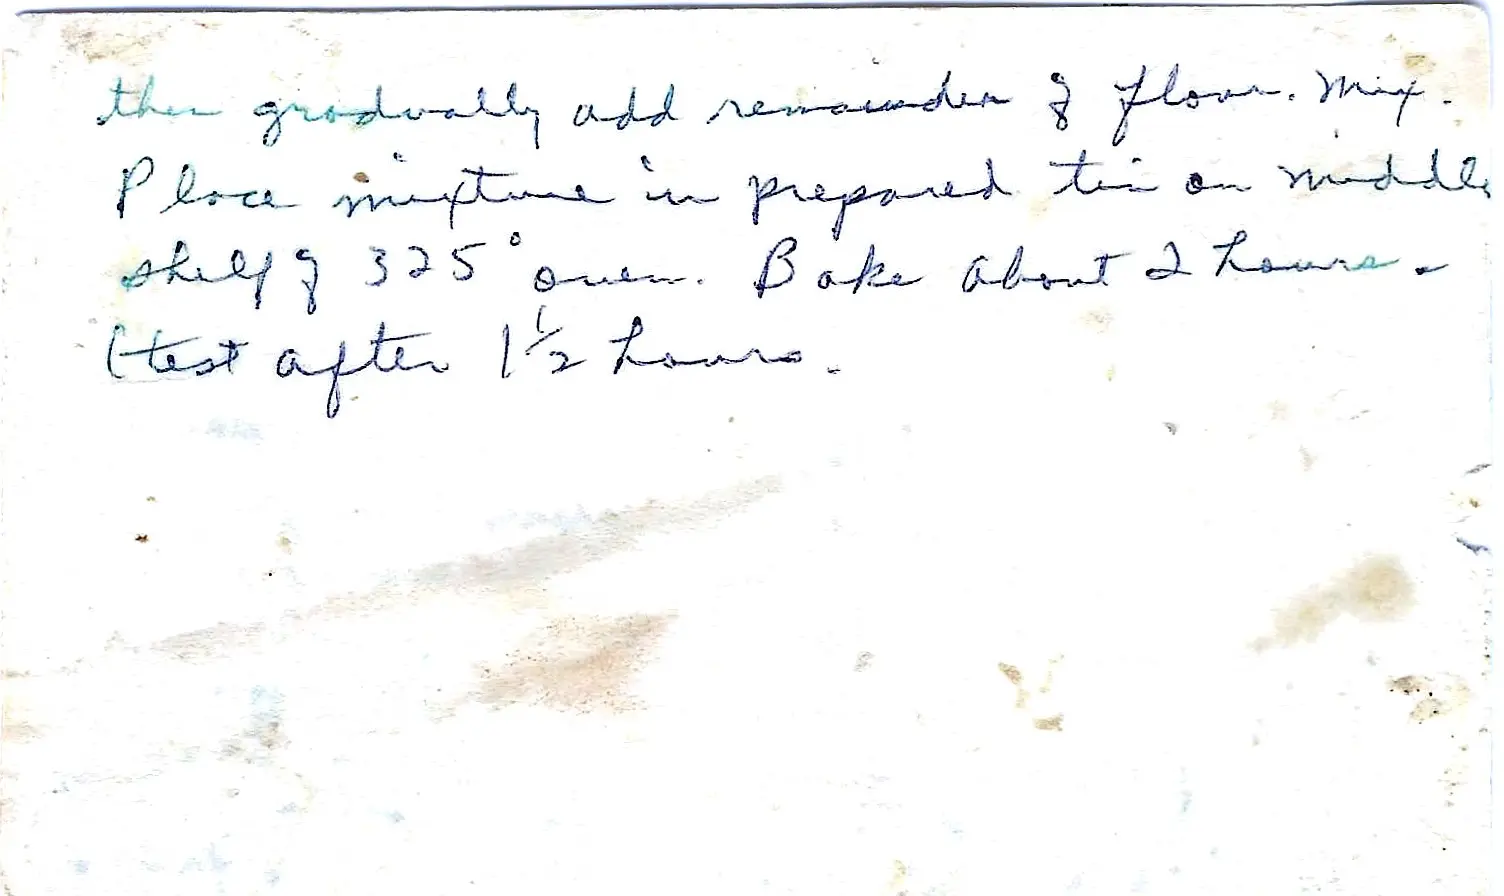 then gradually add remainder of flour. Mix.
Place mixture in prepared tin on middle
shelf of 325° oven. Bake about 2 hours.
(test after 1 1/2 hours.